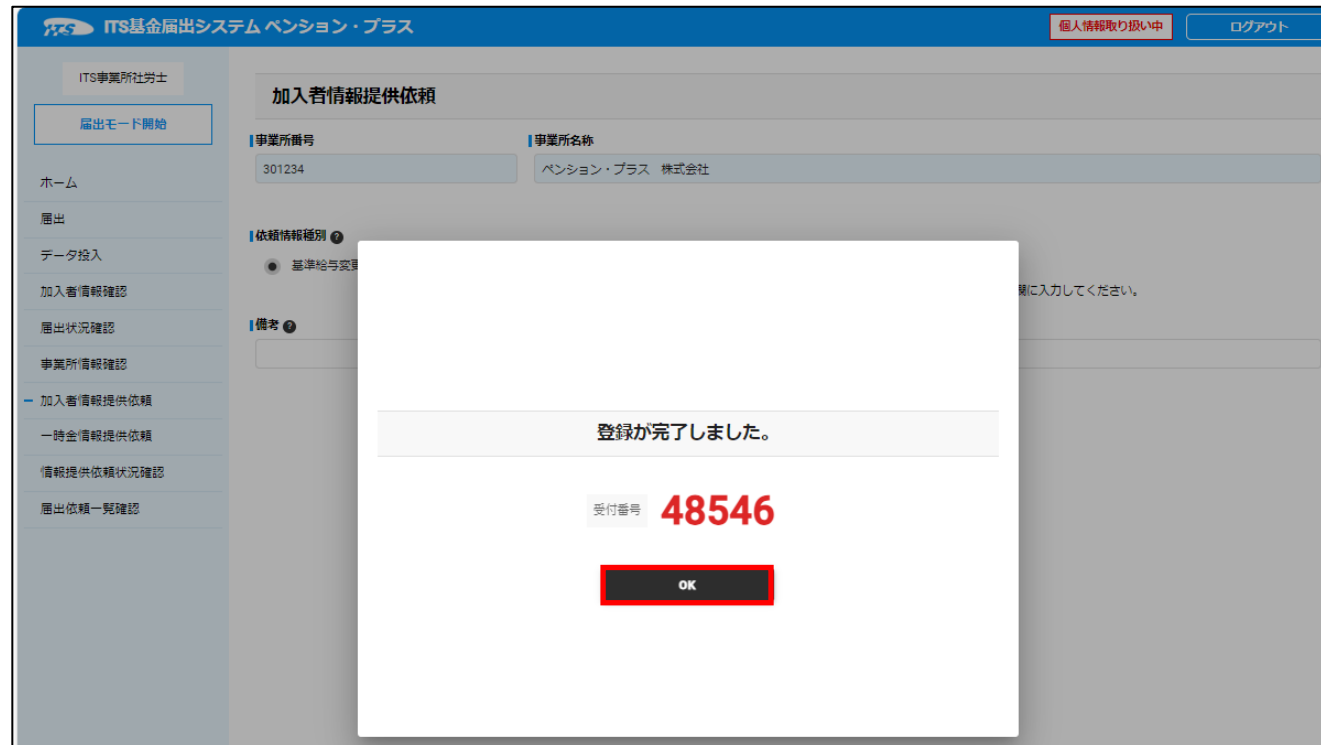 ITS ITS基金届出システム ペンション・プラス
個人情報取り扱い中
ログアウト
ITS事業所社労士
届出モード開始
ホーム
届出
データ投入
加入者情報確認
届出状況確認
事業所情報確認
加入者情報提供依頼
一時金情報提供依頼
情報提供依頼状況確認
届出依頼一覧確認
加入者情報提供依頼
事業所番号
事業所名称
301234
ペンション・プラス 株式会社
依頼情報種別 ?
基準給与変更
欄に入力してください。
備考 ?
登録が完了しました。
受付番号 48546
OK